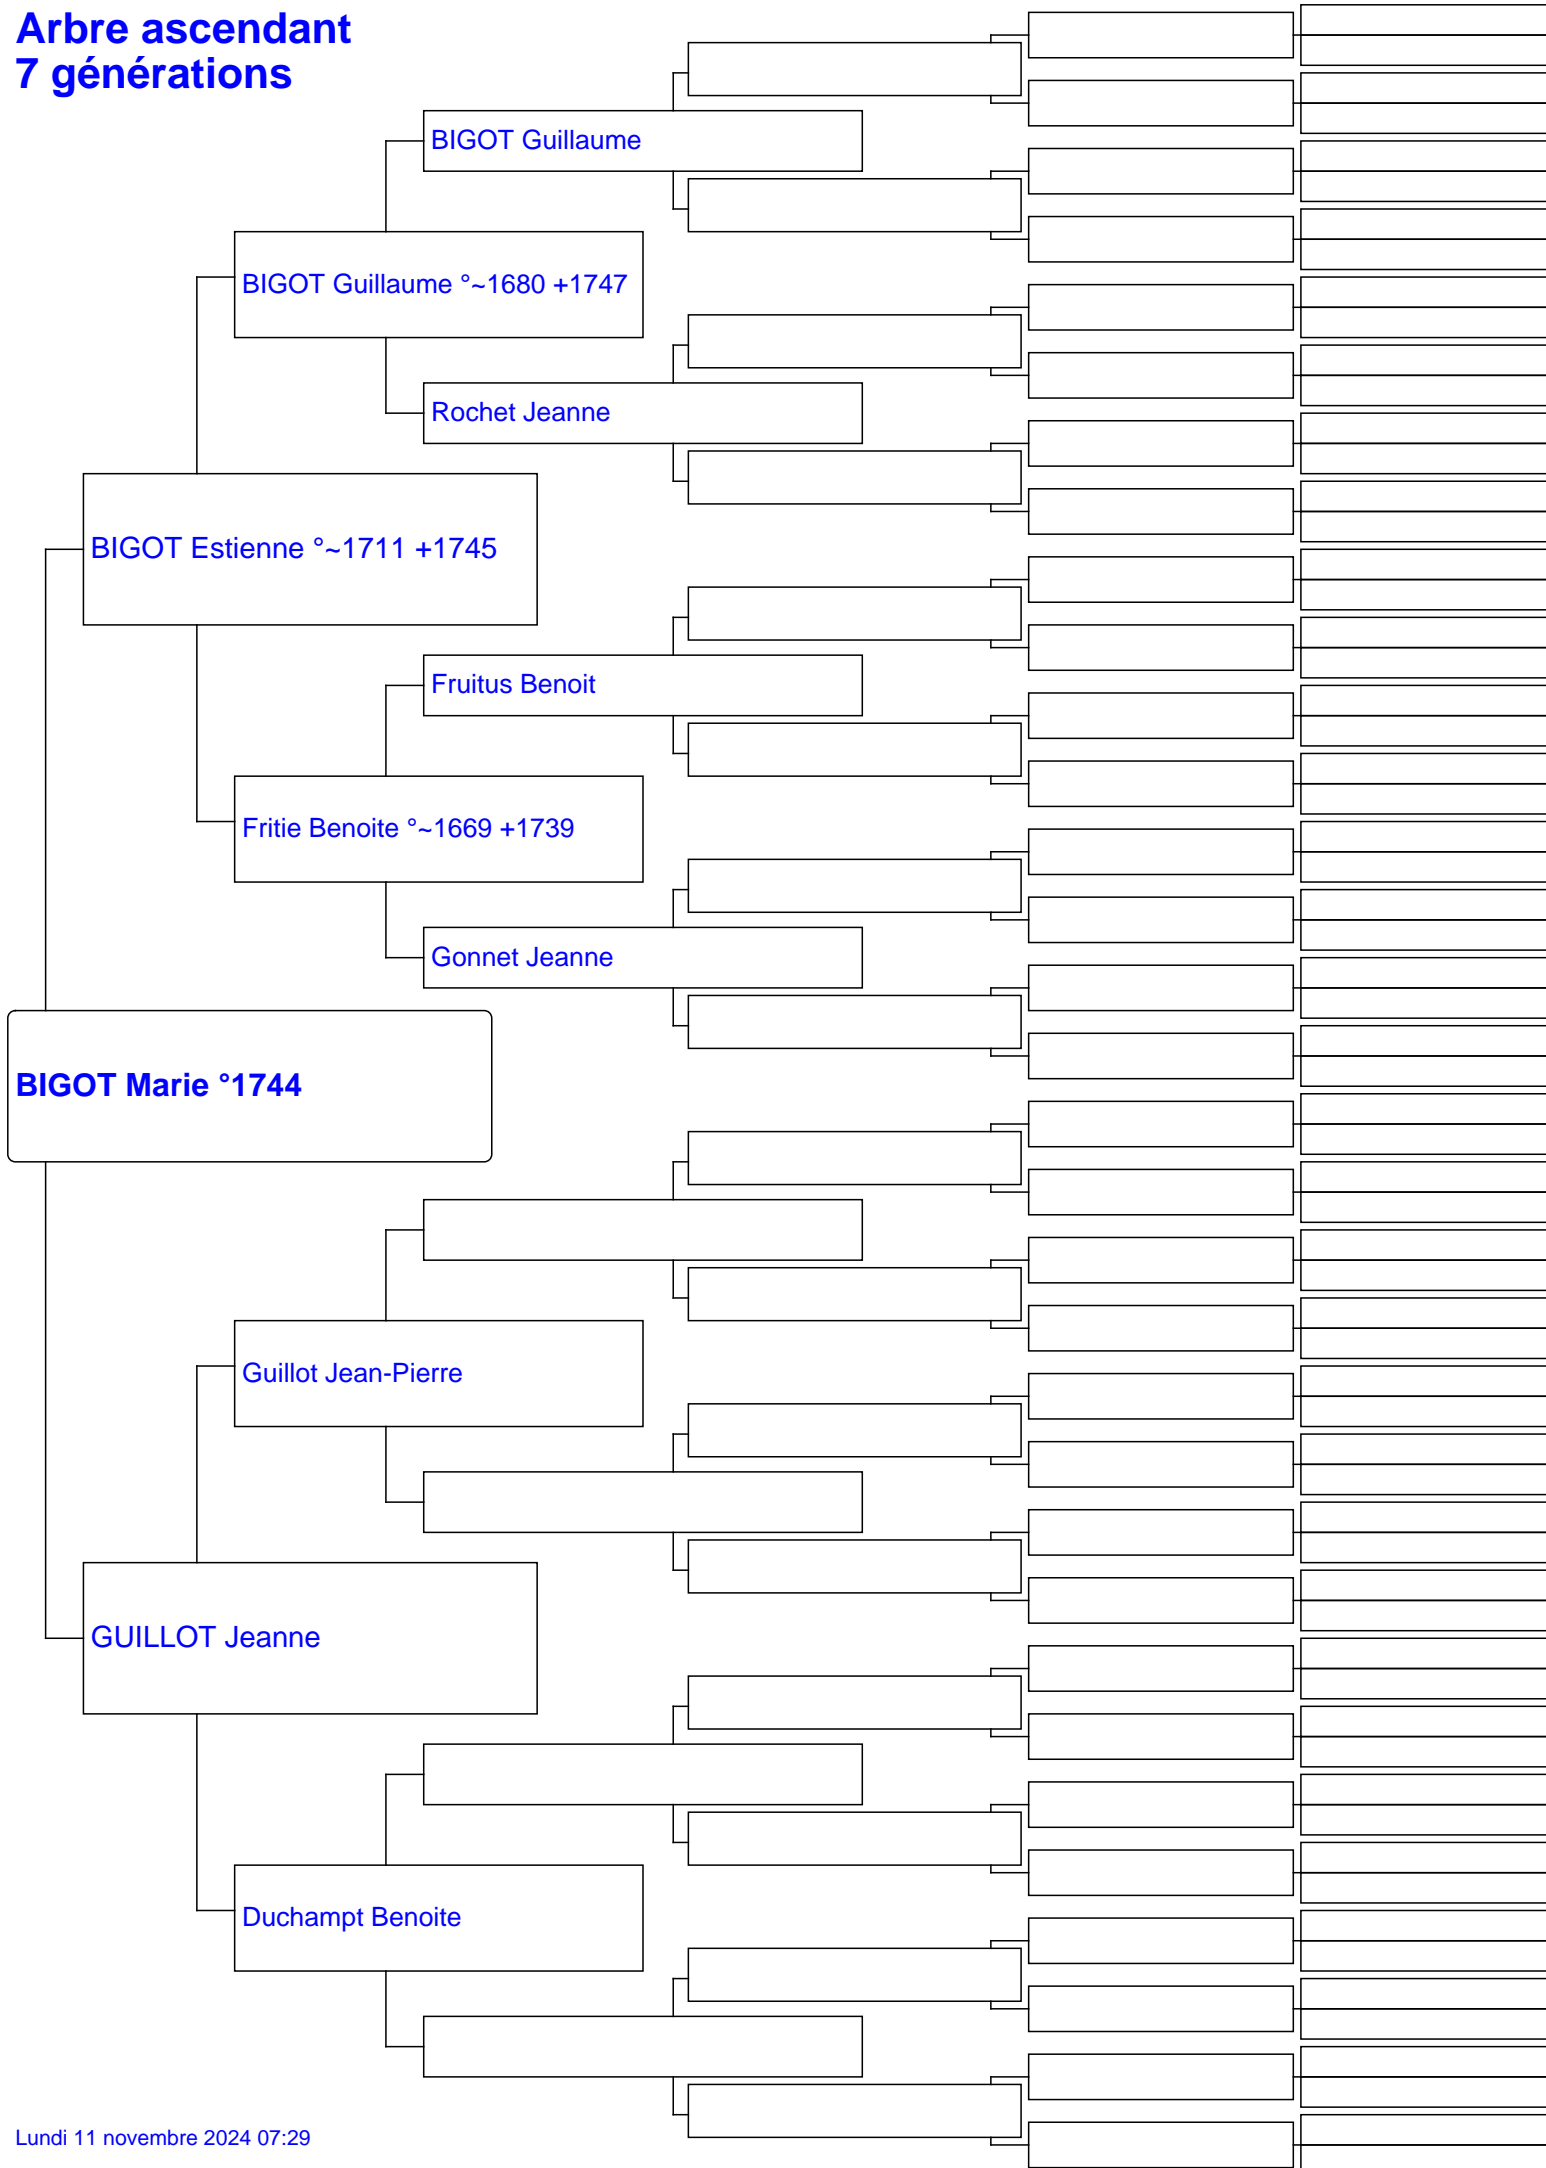 Arbre ascendant
7 générations
BIGOT Guillaume
BIGOT Guillaume °~1680 +1747
Rochet Jeanne
BIGOT Estienne °~1711 +1745
Fruitus Benoit
Fritie Benoite °~1669 +1739
Gonnet Jeanne
BIGOT Marie °1744
Guillot Jean-Pierre
GUILLOT Jeanne
Duchampt Benoite
Lundi 11 novembre 2024 07:29